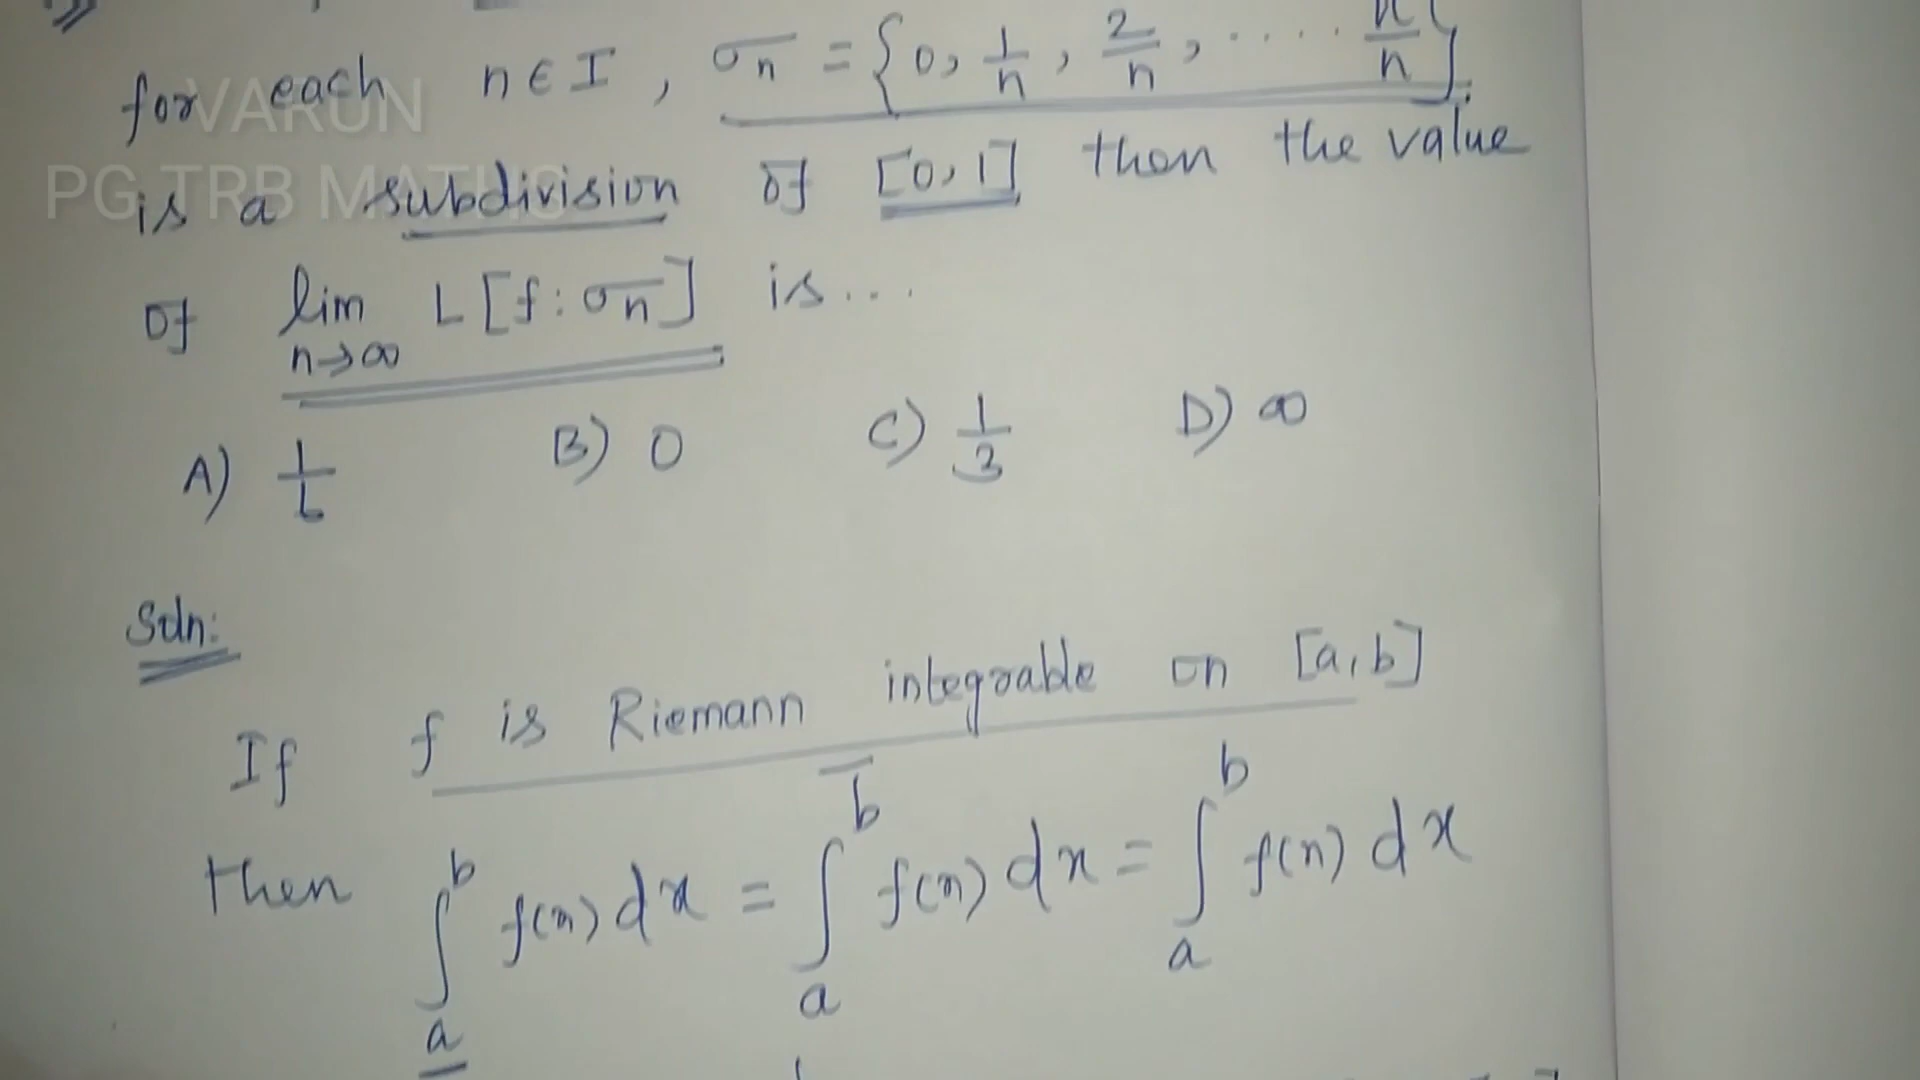 for each n ∈ I, σn = {0, 1/n, 2/n, .... n/n}.
VARUN
PG TRB MATHS
is a subdivision of [0,1] then the value
of lim n→∞ L[f:σn] is...
A) 1/6 B) 0 C) 1/3 D) ∞
Soln:
If f is Riemann integrable on [a,b]
then ∫_a^b f(x) dx = ∫_a^b f(x) dx = ∫_a^b f(x) dx